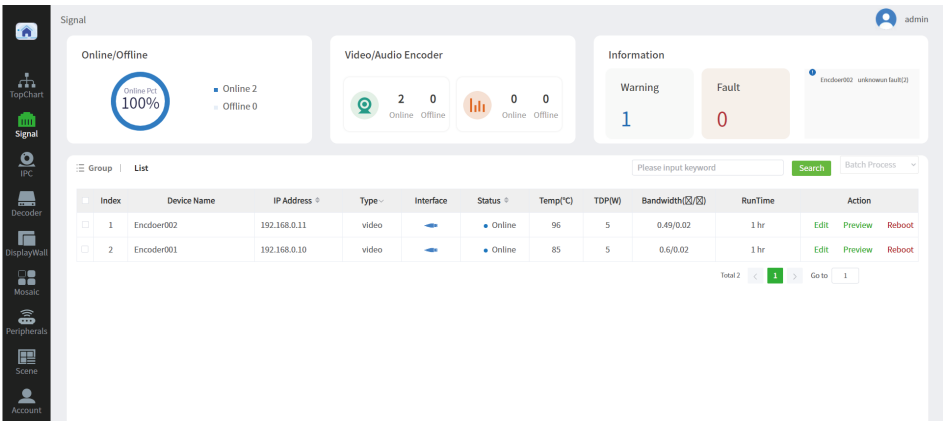 Signal
admin
TopChart
Signal
IPC
Decoder
DisplayWall
Mosaic
Peripherals
Scene
Account
Online/Offline
Online Pct
100%
Online 2
Offline 0
Video/Audio Encoder
2 0
Online Offline
0 0
Online Offline
Information
Warning
1
Fault
0
Encdoer002 unknowun fault(2)
Group | List
Please input keyword
Search
Batch Process
Index Device Name IP Address Type Interface Status Temp(°C) TDP(W) Bandwidth(☒/☒) RunTime Action
1 Encdoer002 192.168.0.11 video Online 96 5 0.49/0.02 1 hr Edit Preview Reboot
2 Encoder001 192.168.0.10 video Online 85 5 0.6/0.02 1 hr Edit Preview Reboot
Total 2 < 1 > Go to 1